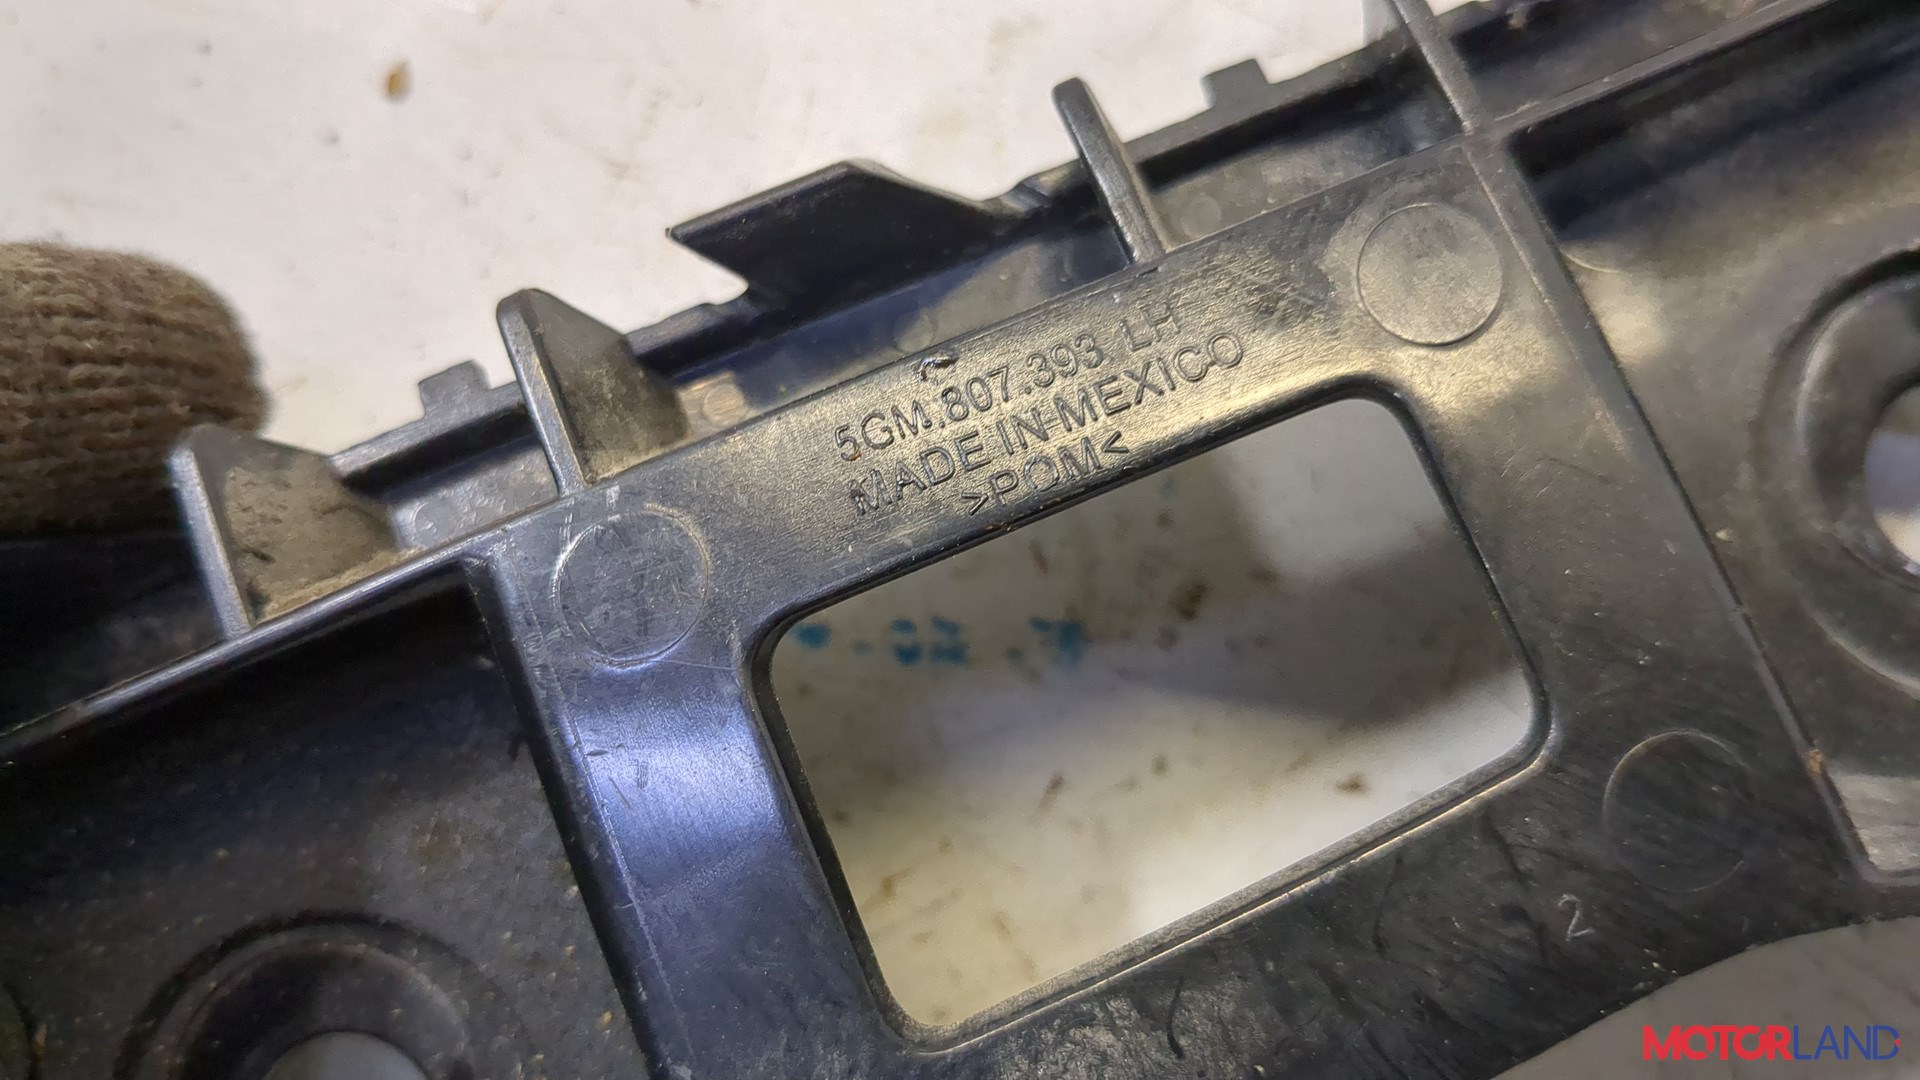 5GM.807.393 LH
MADE IN MEXICO
>POM<
2
MOTORLAND